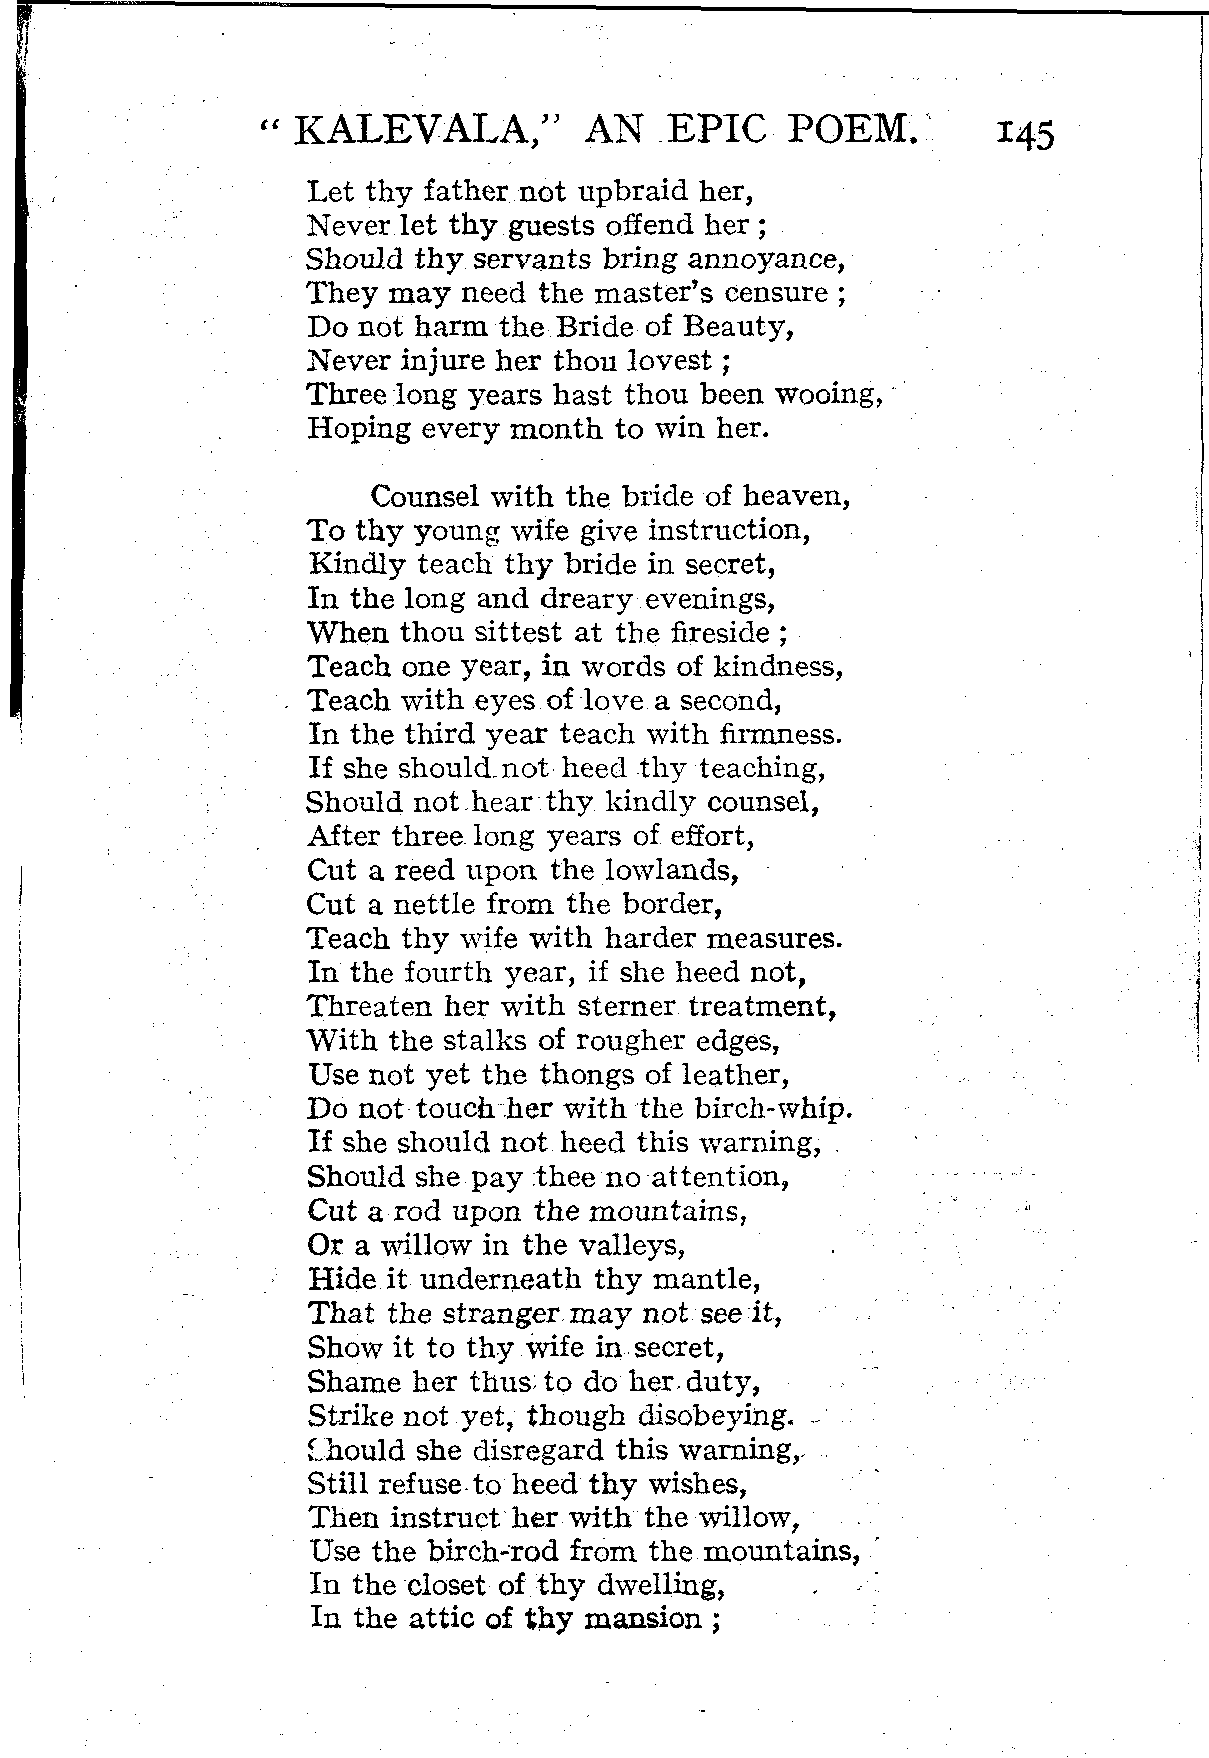 “ KALEVALA,” AN EPIC POEM. 145
Let thy father not upbraid her,
Never let thy guests offend her ;
Should thy servants bring annoyance,
They may need the master’s censure ;
Do not harm the Bride of Beauty,
Never injure her thou lovest ;
Three long years hast thou been wooing,
Hoping every month to win her.
Counsel with the bride of heaven,
To thy young wife give instruction,
Kindly teach thy bride in secret,
In the long and dreary evenings,
When thou sittest at the fireside ;
Teach one year, in words of kindness,
Teach with eyes of love a second,
In the third year teach with firmness.
If she should not heed thy teaching,
Should not hear thy kindly counsel,
After three long years of effort,
Cut a reed upon the lowlands,
Cut a nettle from the border,
Teach thy wife with harder measures.
In the fourth year, if she heed not,
Threaten her with sterner treatment,
With the stalks of rougher edges,
Use not yet the thongs of leather,
Do not touch her with the birch-whip.
If she should not heed this warning,
Should she pay thee no attention,
Cut a rod upon the mountains,
Or a willow in the valleys,
Hide it underneath thy mantle,
That the stranger may not see it,
Show it to thy wife in secret,
Shame her thus to do her duty,
Strike not yet, though disobeying.
Should she disregard this warning,
Still refuse to heed thy wishes,
Then instruct her with the willow,
Use the birch-rod from the mountains,
In the closet of thy dwelling,
In the attic of thy mansion ;